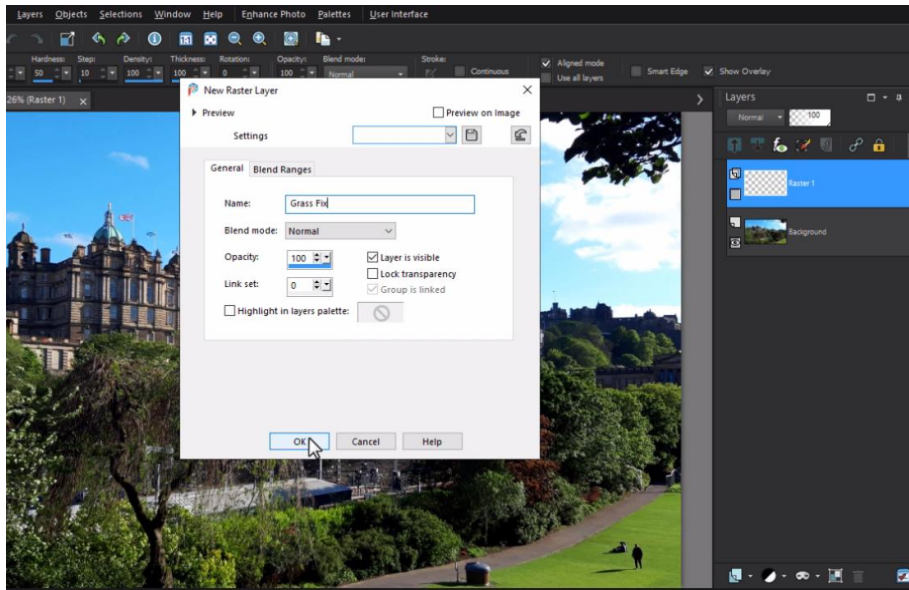 Layers Objects Selections Window Help Enhance Photo Palettes User Interface
Hardness: Step: Density: Thickness: Rotation: Opacity: Blend mode: Stroke:
50 10 100 100 0 100 Normal Continuous
Aligned mode
Use all layers
Smart Edge
Show Overlay
26% (Raster 1) x
New Raster Layer
Preview
Preview on Image
Settings
General Blend Ranges
Name: Grass Fix
Blend mode: Normal
Opacity: 100
Layer is visible
Lock transparency
Link set: 0
Group is linked
Highlight in layers palette:
OK Cancel Help
Layers
Normal 100
Raster 1
Background